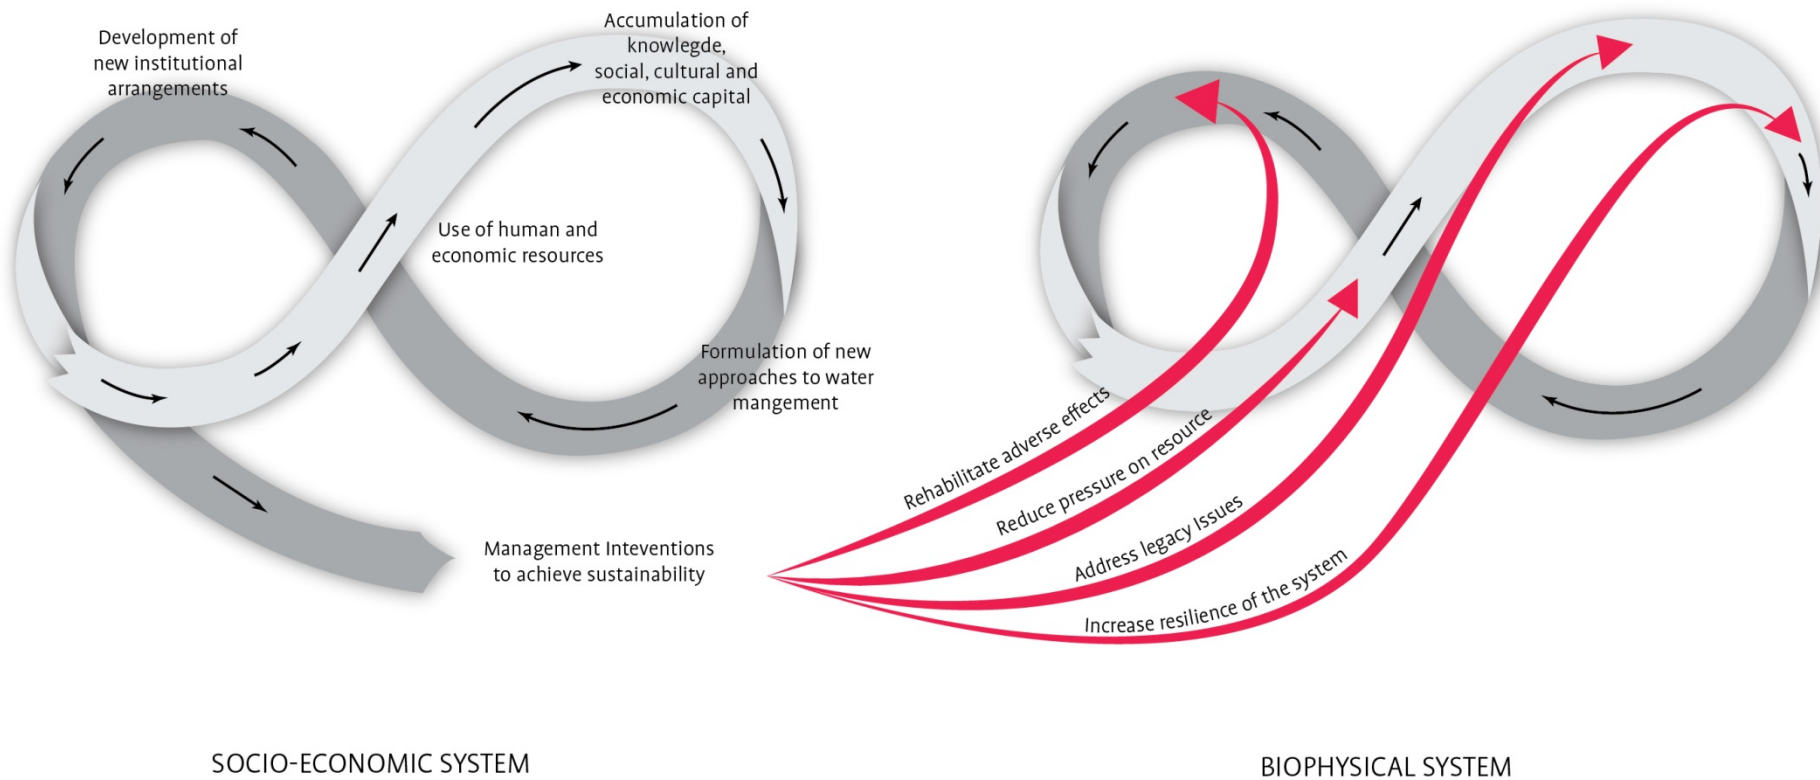 Development of
new institutional
arrangements
Accumulation of
knowlegde,
social, cultural and
economic capital
Use of human and
economic resources
Formulation of new
approaches to water
mangement
Management Inteventions
to achieve sustainability
Rehabilitate adverse effects
Reduce pressure on resource
Address legacy Issues
Increase resilience of the system
SOCIO-ECONOMIC SYSTEM
BIOPHYSICAL SYSTEM